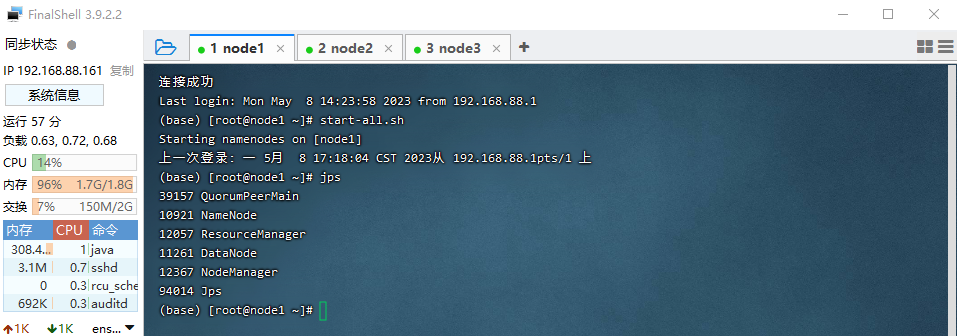 FinalShell 3.9.2.2
同步状态
IP 192.168.88.161 复制
系统信息
运行 57 分
负载 0.63, 0.72, 0.68
CPU 14%
内存 96% 1.7G/1.8G
交换 7% 150M/2G
内存 CPU 命令
308.4... 1 java
3.1M 0.7 sshd
0 0.3 rcu_sche
692K 0.3 auditd
1K 1K ens...
1 node1 2 node2 3 node3
连接成功
Last login: Mon May  8 14:23:58 2023 from 192.168.88.1
(base) [root@node1 ~]# start-all.sh
Starting namenodes on [node1]
上一次登录: 一 5月  8 17:18:04 CST 2023从 192.168.88.1pts/1 上
(base) [root@node1 ~]# jps
39157 QuorumPeerMain
10921 NameNode
12057 ResourceManager
11261 DataNode
12367 NodeManager
94014 Jps
(base) [root@node1 ~]#